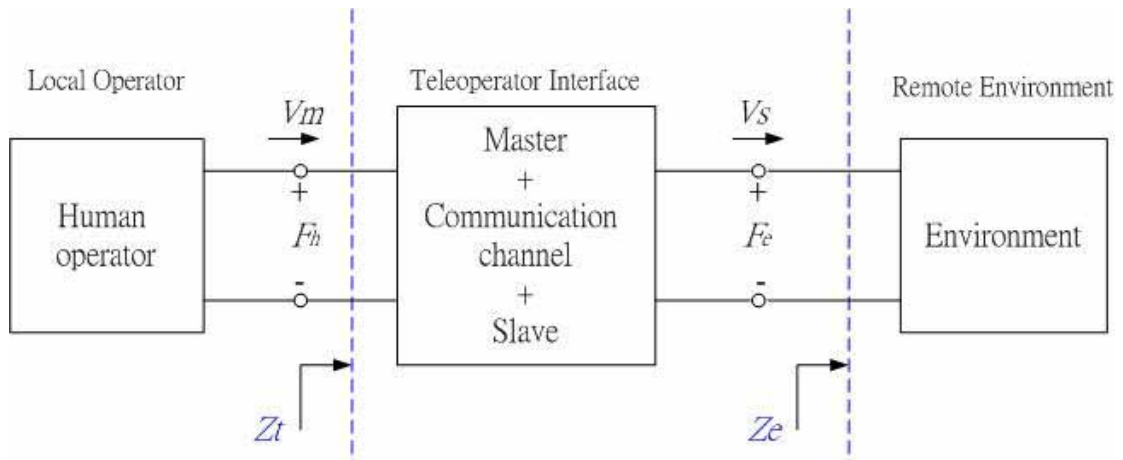 Local Operator
Teleoperator Interface
Remote Environment
Vm
Vs
Human
operator
Master
+
Communication
channel
+
Slave
Environment
+
Fh
-
+
Fe
-
Zt
Ze